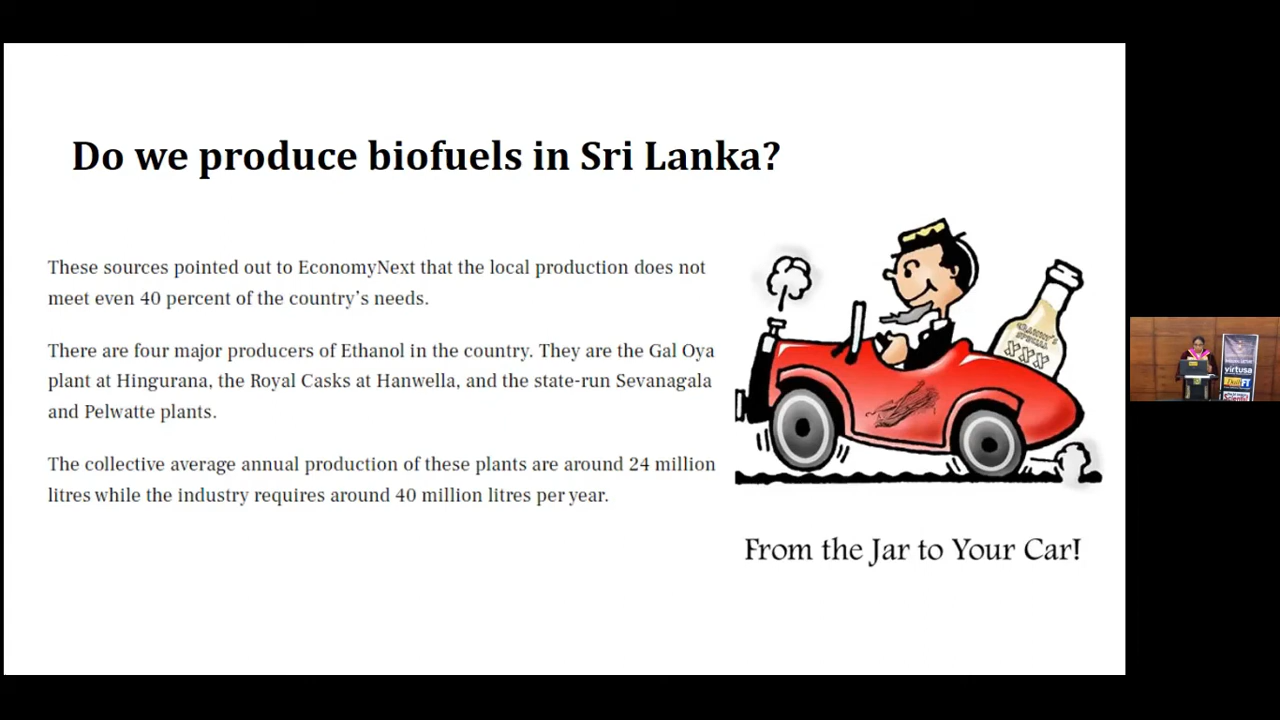 Do we produce biofuels in Sri Lanka?
These sources pointed out to EconomyNext that the local production does not
meet even 40 percent of the country's needs.
There are four major producers of Ethanol in the country. They are the Gal Oya
plant at Hingurana, the Royal Casks at Hanwella, and the state-run Sevanagala
and Pelwatte plants.
The collective average annual production of these plants are around 24 million
litres while the industry requires around 40 million litres per year.
XXX
From the Jar to Your Car!
virtusa
FT